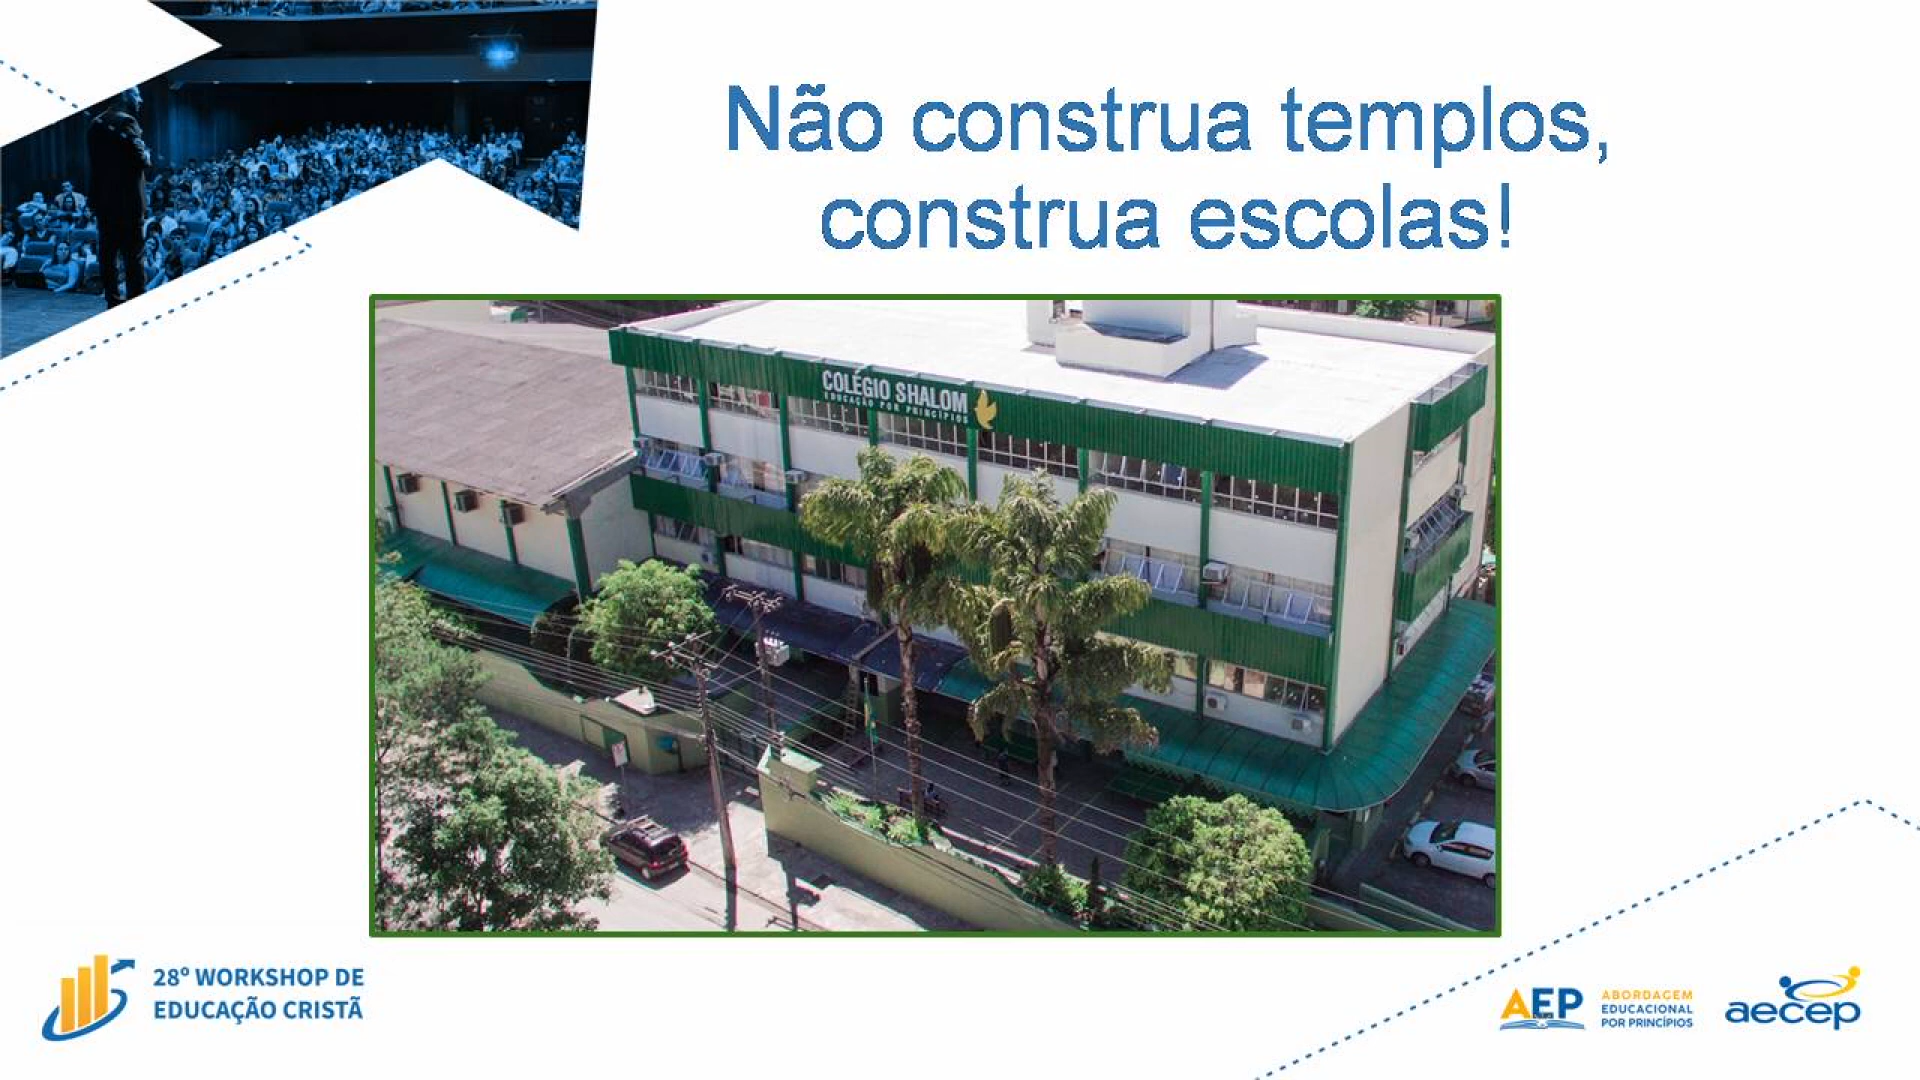 Não construa templos,
construa escolas!
COLÉGIO SHALOM
EDUCAÇÃO POR PRINCÍPIOS
28º WORKSHOP DE
EDUCAÇÃO CRISTÃ
AEP
ABORDAGEM
EDUCACIONAL
POR PRINCÍPIOS
aecep